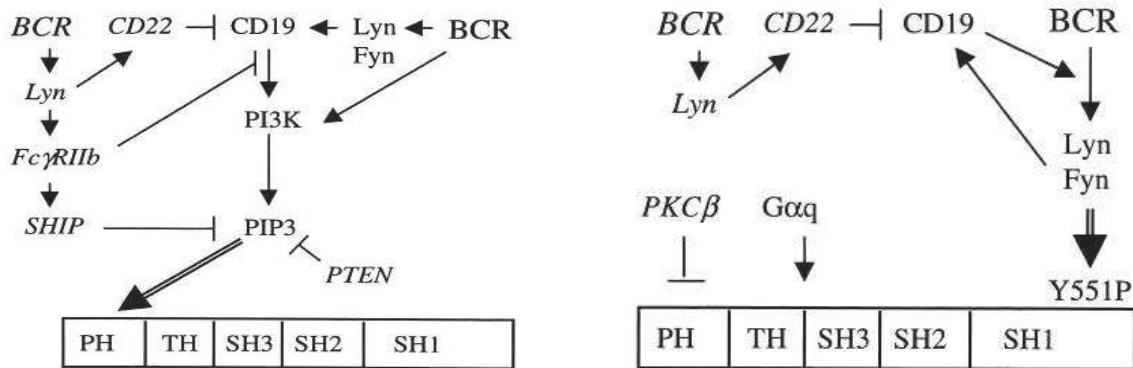 BCR CD22 CD19 Lyn BCR
Fyn
Lyn
PI3K
FcγRIIb
SHIP PIP3
PTEN
PH TH SH3 SH2 SH1
BCR CD22 CD19 BCR
Lyn
Lyn
Fyn
PKCβ Gαq
Y551P
PH TH SH3 SH2 SH1